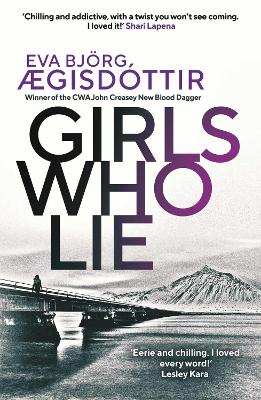 ‘Chilling and addictive, with a twist you won't see coming.
I loved it!’ Shari Lapena
EVA BJÖRG
ÆGISDÓTTIR
Winner of the CWA John Creasey New Blood Dagger
GIRLS
WHO
LIE
‘Eerie and chilling. I loved
every word!’
Lesley Kara